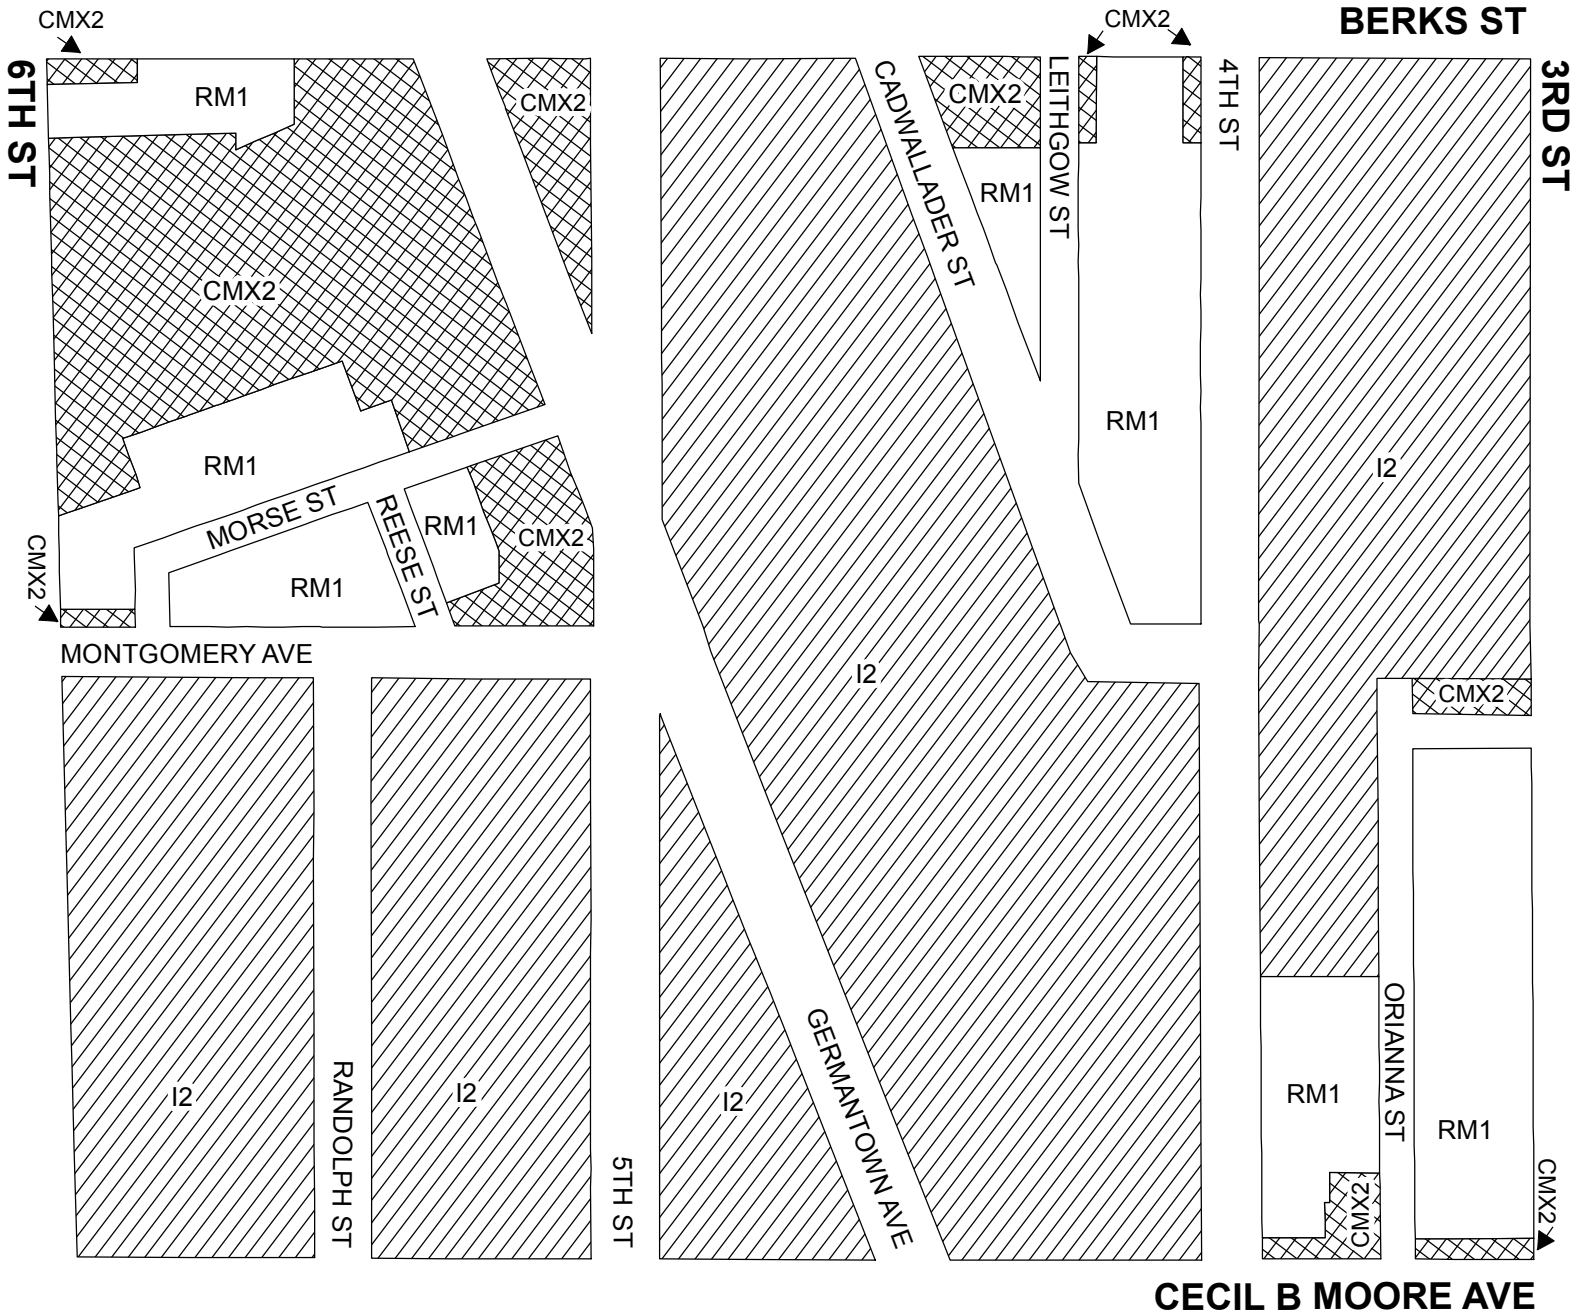 BERKS ST
CMX2
CMX2
6TH ST
RM1
CMX2
CMX2
LEITHGOW ST
4TH ST
3RD ST
CADWALLADER ST
RM1
CMX2
RM1
I2
RM1
MORSE ST
REESE ST
RM1
CMX2
CMX2
RM1
MONTGOMERY AVE
I2
CMX2
ORIANNA ST
GERMANTOWN AVE
RANDOLPH ST
I2
I2
I2
RM1
RM1
5TH ST
CMX2
CMX2
CECIL B MOORE AVE